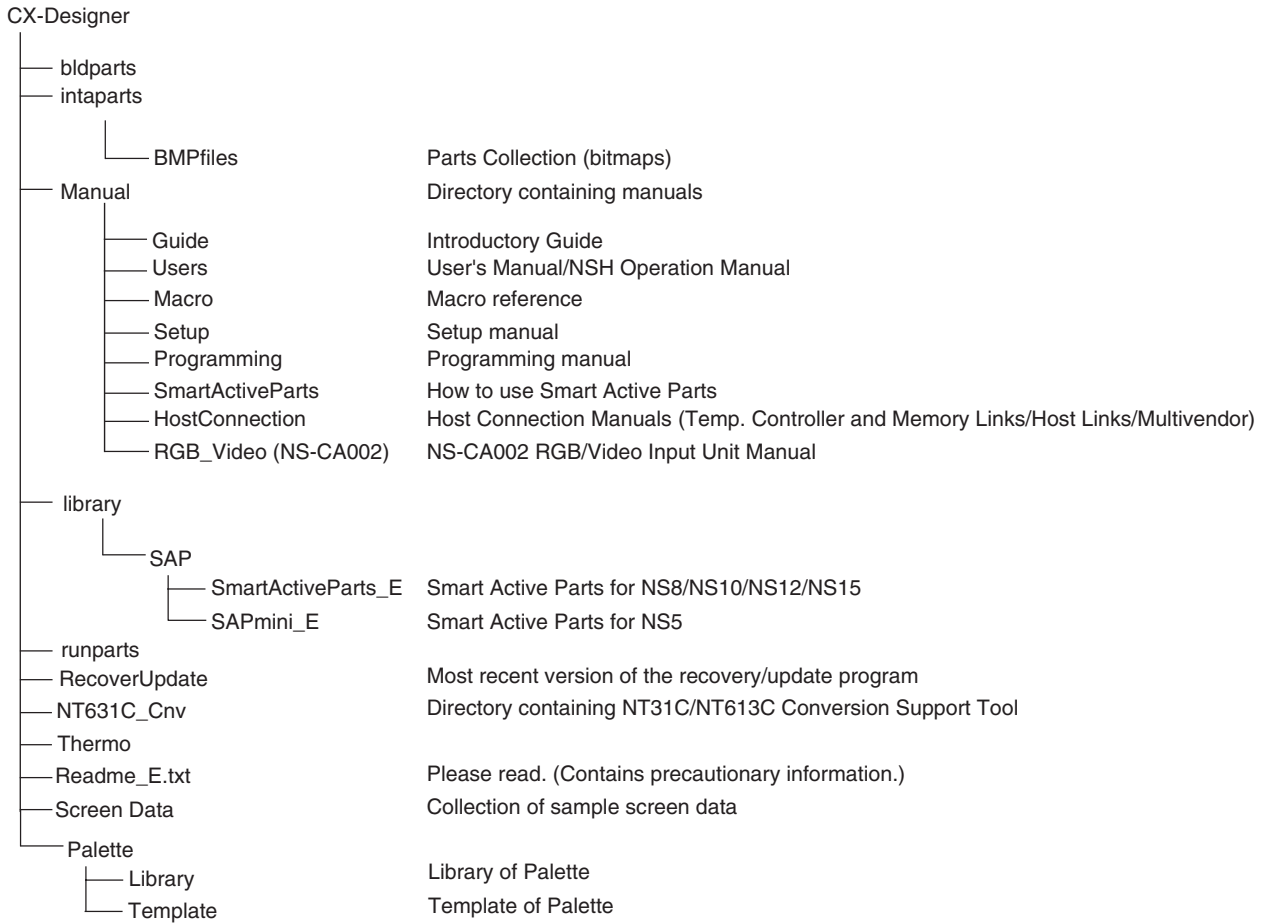 CX-Designer
bldparts
intaparts
BMPfiles Parts Collection (bitmaps)
Manual Directory containing manuals
Guide Introductory Guide
Users User's Manual/NSH Operation Manual
Macro Macro reference
Setup Setup manual
Programming Programming manual
SmartActiveParts How to use Smart Active Parts
HostConnection Host Connection Manuals (Temp. Controller and Memory Links/Host Links/Multivendor)
RGB_Video (NS-CA002) NS-CA002 RGB/Video Input Unit Manual
library
SAP
SmartActiveParts_E Smart Active Parts for NS8/NS10/NS12/NS15
SAPmini_E Smart Active Parts for NS5
runparts
RecoverUpdate Most recent version of the recovery/update program
NT631C_Cnv Directory containing NT31C/NT613C Conversion Support Tool
Thermo
Readme_E.txt Please read. (Contains precautionary information.)
Screen Data Collection of sample screen data
Palette
Library Library of Palette
Template Template of Palette